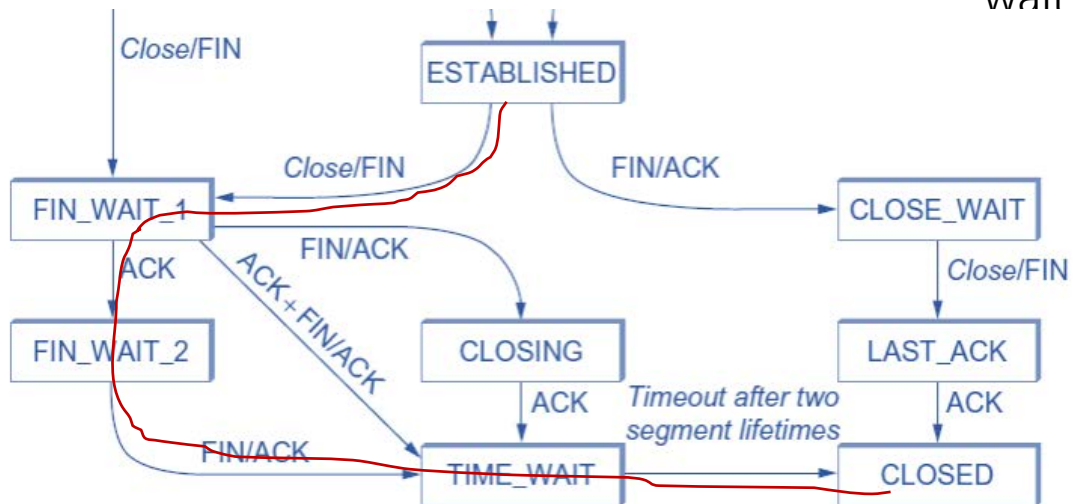 wait
Close/FIN
ESTABLISHED
Close/FIN
FIN/ACK
FIN_WAIT_1
CLOSE_WAIT
FIN/ACK
ACK
ACK+FIN/ACK
Close/FIN
FIN_WAIT_2
CLOSING
LAST_ACK
ACK
Timeout after two
segment lifetimes
ACK
FIN/ACK
TIME_WAIT
CLOSED